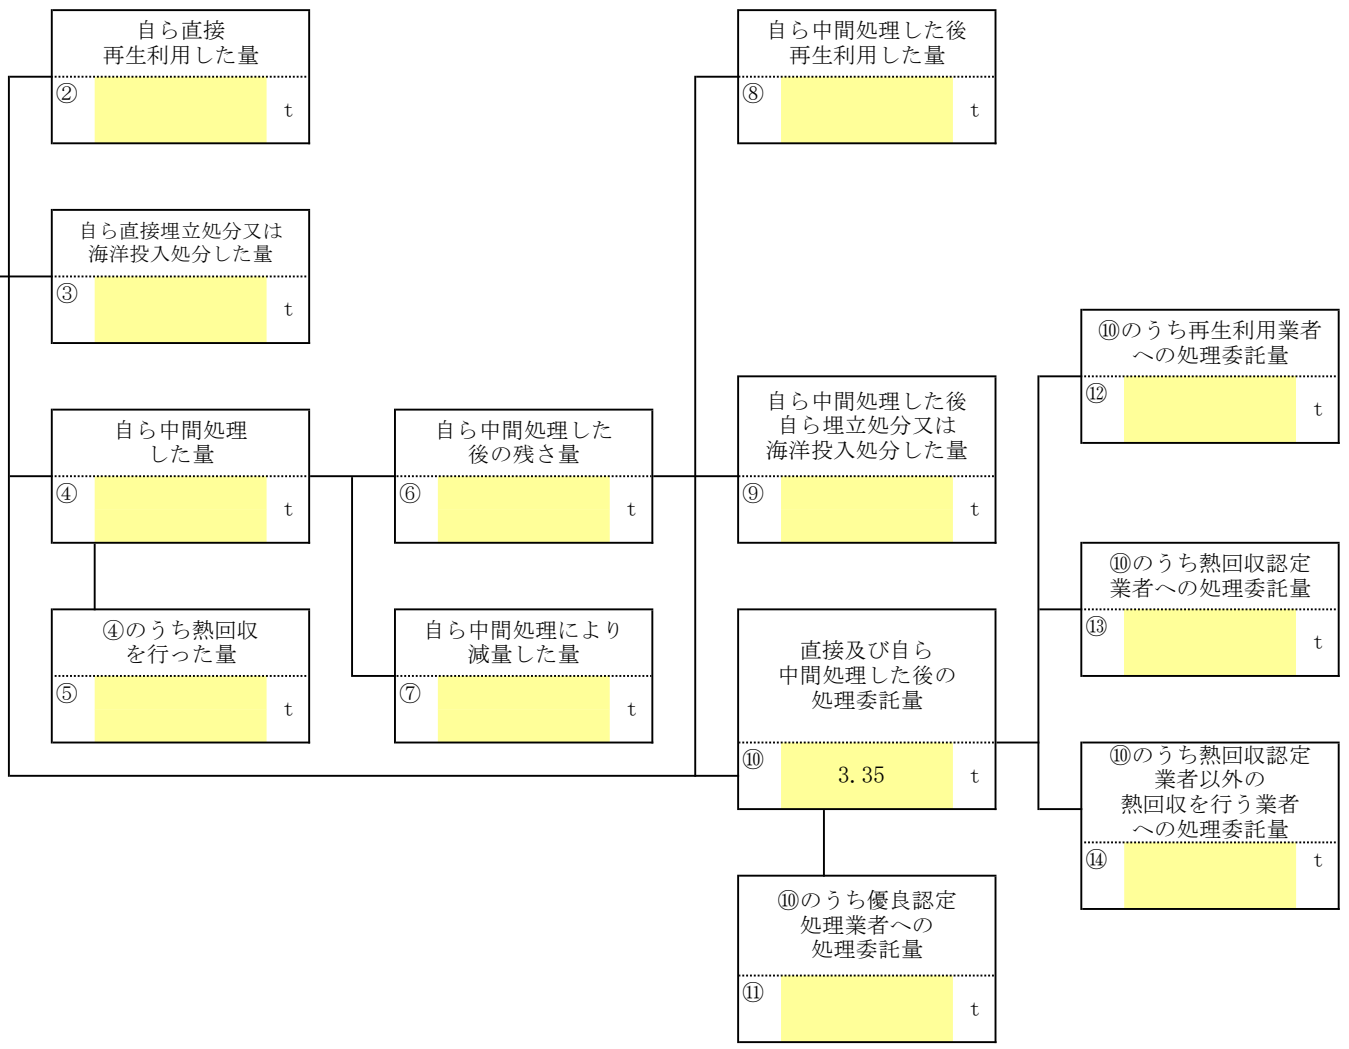 自ら直接
再生利用した量
②
t
自ら中間処理した後
再生利用した量
⑧
t
自ら直接埋立処分又は
海洋投入処分した量
③
t
⑩のうち再生利用業者
への処理委託量
⑫
t
自ら中間処理
した量
④
t
自ら中間処理した
後の残さ量
⑥
t
自ら中間処理した後
自ら埋立処分又は
海洋投入処分した量
⑨
t
⑩のうち熱回収認定
業者への処理委託量
⑬
t
④のうち熱回収
を行った量
⑤
t
自ら中間処理により
減量した量
⑦
t
直接及び自ら
中間処理した後の
処理委託量
⑩
3.35
t
⑩のうち熱回収認定
業者以外の
熱回収を行う業者
への処理委託量
⑭
t
⑩のうち優良認定
処理業者への
処理委託量
⑪
t